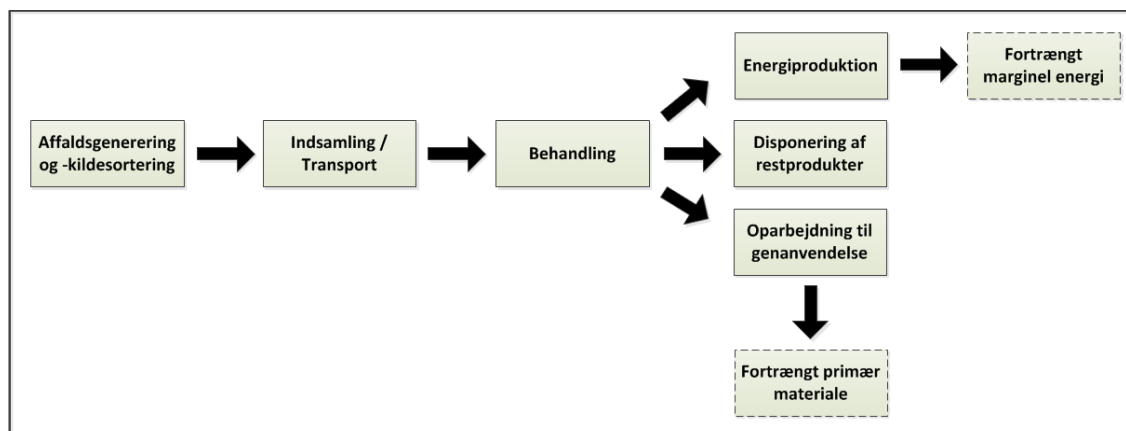 Affaldsgenerering
og -kildesortering
Indsamling /
Transport
Behandling
Energiproduktion
Fortrængt
marginel energi
Disponering af
restprodukter
Oparbejdning til
genanvendelse
Fortrængt primær
materiale